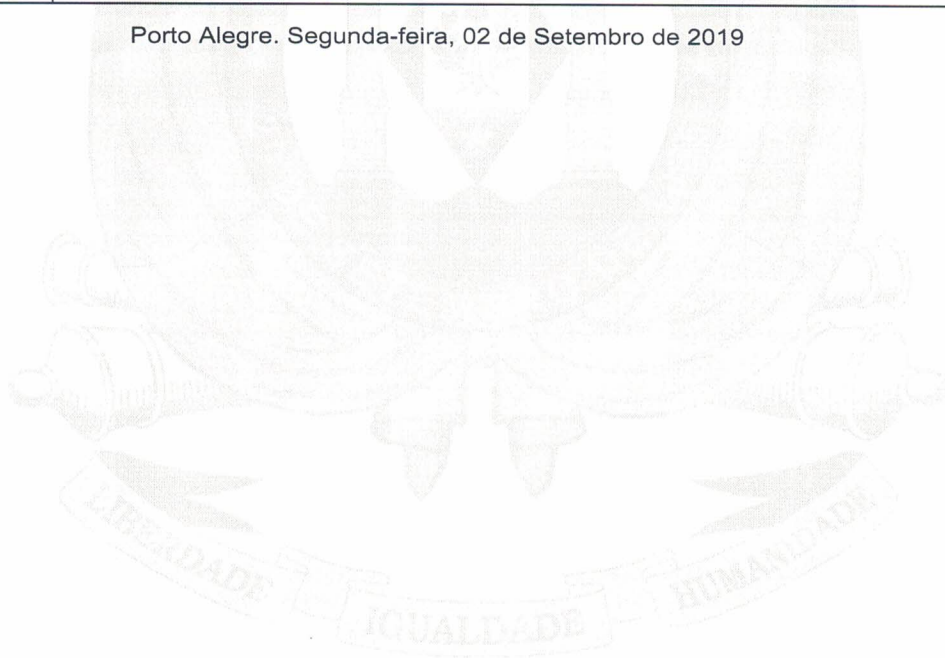 Porto Alegre. Segunda-feira, 02 de Setembro de 2019
LIBERDADE
IGUALDADE
HUMANIDADE